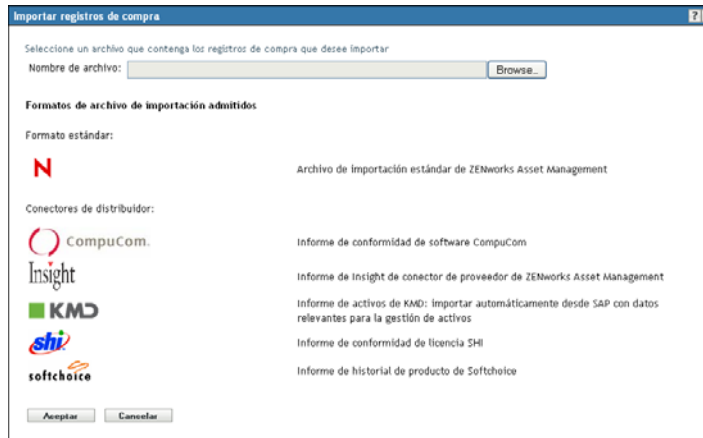 Importar registros de compra ?
Seleccione un archivo que contenga los registros de compra que desee importar
Nombre de archivo: Browse...
Formatos de archivo de importación admitidos
Formato estándar:
N Archivo de importación estándar de ZENworks Asset Management
Conectores de distribuidor:
CompuCom. Informe de conformidad de software CompuCom
Insight Informe de Insight de conector de proveedor de ZENworks Asset Management
KMD Informe de activos de KMD: importar automáticamente desde SAP con datos
relevantes para la gestión de activos
shi Informe de conformidad de licencia SHI
softchoice Informe de historial de producto de Softchoice
Aceptar Cancelar